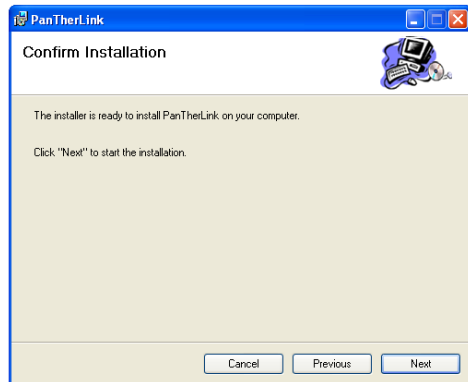 PanTherLink
Confirm Installation
The installer is ready to install PanTherLink on your computer.
Click "Next" to start the installation.
Cancel
Previous
Next